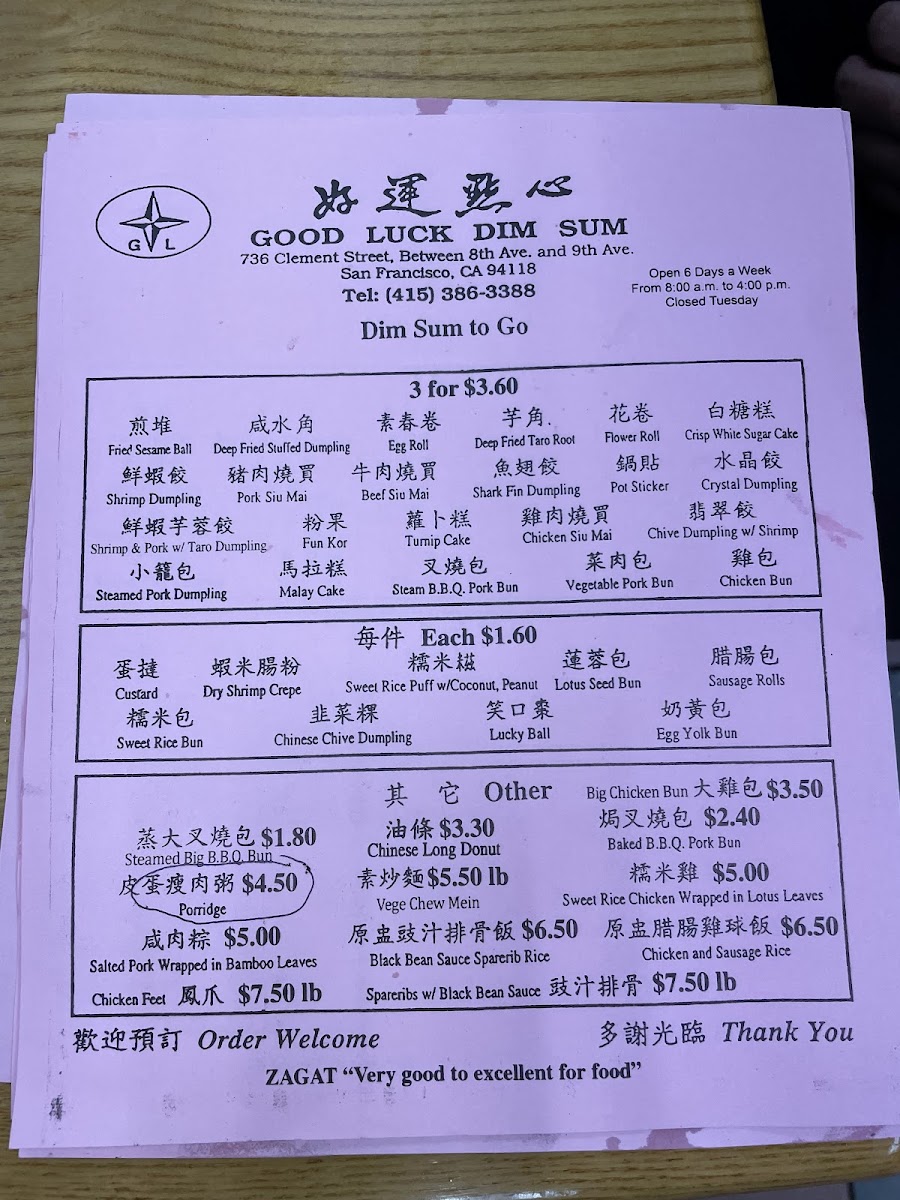 好運點心
G L
GOOD LUCK DIM SUM
736 Clement Street, Between 8th Ave. and 9th Ave.
San Francisco, CA 94118
Tel: (415) 386-3388
Open 6 Days a Week
From 8:00 a.m. to 4:00 p.m.
Closed Tuesday
Dim Sum to Go
3 for $3.60
煎堆 咸水角 素春卷 芋角 花卷 白糖糕
Fried Sesame Ball Deep Fried Stuffed Dumpling Egg Roll Deep Fried Taro Root Flower Roll Crisp White Sugar Cake
鮮蝦餃 豬肉燒買 牛肉燒買 魚翅餃 鍋貼 水晶餃
Shrimp Dumpling Pork Siu Mai Beef Siu Mai Shark Fin Dumpling Pot Sticker Crystal Dumpling
鮮蝦芋蓉餃 粉果 蘿卜糕 雞肉燒買 翡翠餃
Shrimp & Pork w/ Taro Dumpling Fun Kor Turnip Cake Chicken Siu Mai Chive Dumpling w/ Shrimp
小籠包 馬拉糕 叉燒包 菜肉包 雞包
Steamed Pork Dumpling Malay Cake Steam B.B.Q. Pork Bun Vegetable Pork Bun Chicken Bun
每件 Each $1.60
蛋撻 蝦米腸粉 糯米糍 蓮蓉包 腊腸包
Custard Dry Shrimp Crepe Sweet Rice Puff w/Coconut, Peanut Lotus Seed Bun Sausage Rolls
糯米包 韭菜粿 笑口棗 奶黃包
Sweet Rice Bun Chinese Chive Dumpling Lucky Ball Egg Yolk Bun
其它 Other Big Chicken Bun 大雞包 $3.50
蒸大叉燒包 $1.80 油條 $3.30 焗叉燒包 $2.40
Steamed Big B.B.Q. Bun Chinese Long Donut Baked B.B.Q. Pork Bun
皮蛋瘦肉粥 $4.50 素炒麵 $5.50 lb 糯米雞 $5.00
Porridge Vege Chew Mein Sweet Rice Chicken Wrapped in Lotus Leaves
咸肉粽 $5.00 原盅豉汁排骨飯 $6.50 原盅腊腸雞球飯 $6.50
Salted Pork Wrapped in Bamboo Leaves Black Bean Sauce Sparerib Rice Chicken and Sausage Rice
Chicken Feet 鳳爪 $7.50 lb Spareribs w/ Black Bean Sauce 豉汁排骨 $7.50 lb
歡迎預訂 Order Welcome 多謝光臨 Thank You
ZAGAT “Very good to excellent for food”